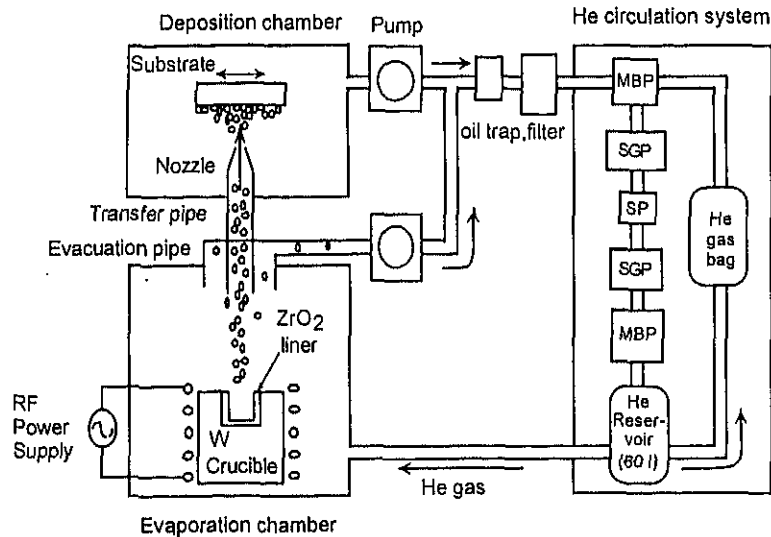 Deposition chamber
Pump
He circulation system
Substrate
MBP
oil trap,filter
Nozzle
SGP
Transfer pipe
SP
He
gas
bag
Evacuation pipe
SGP
ZrO2
liner
MBP
RF
Power
Supply
W
Crucible
He
Reser-
voir
(60 l)
He gas
Evaporation chamber